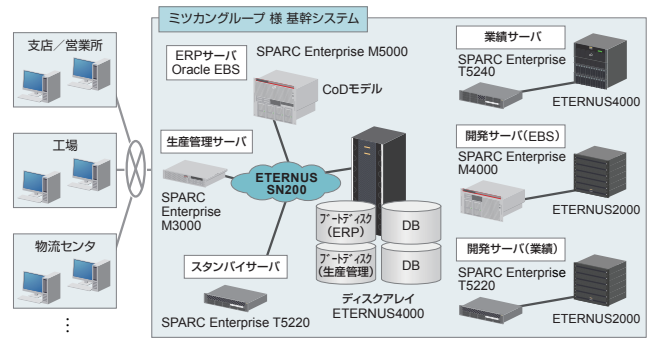 ミツカングループ 様 基幹システム
支店／営業所
工場
物流センタ
⋮
ERPサーバ
Oracle EBS
SPARC Enterprise M5000
CoDモデル
生産管理サーバ
SPARC
Enterprise
M3000
ETERNUS
SN200
スタンバイサーバ
SPARC Enterprise T5220
ブートディスク
(ERP)
DB
ブートディスク
(生産管理)
DB
ディスクアレイ
ETERNUS4000
業績サーバ
SPARC Enterprise
T5240
ETERNUS4000
開発サーバ(EBS)
SPARC Enterprise
M4000
ETERNUS2000
開発サーバ(業績)
SPARC Enterprise
T5220
ETERNUS2000